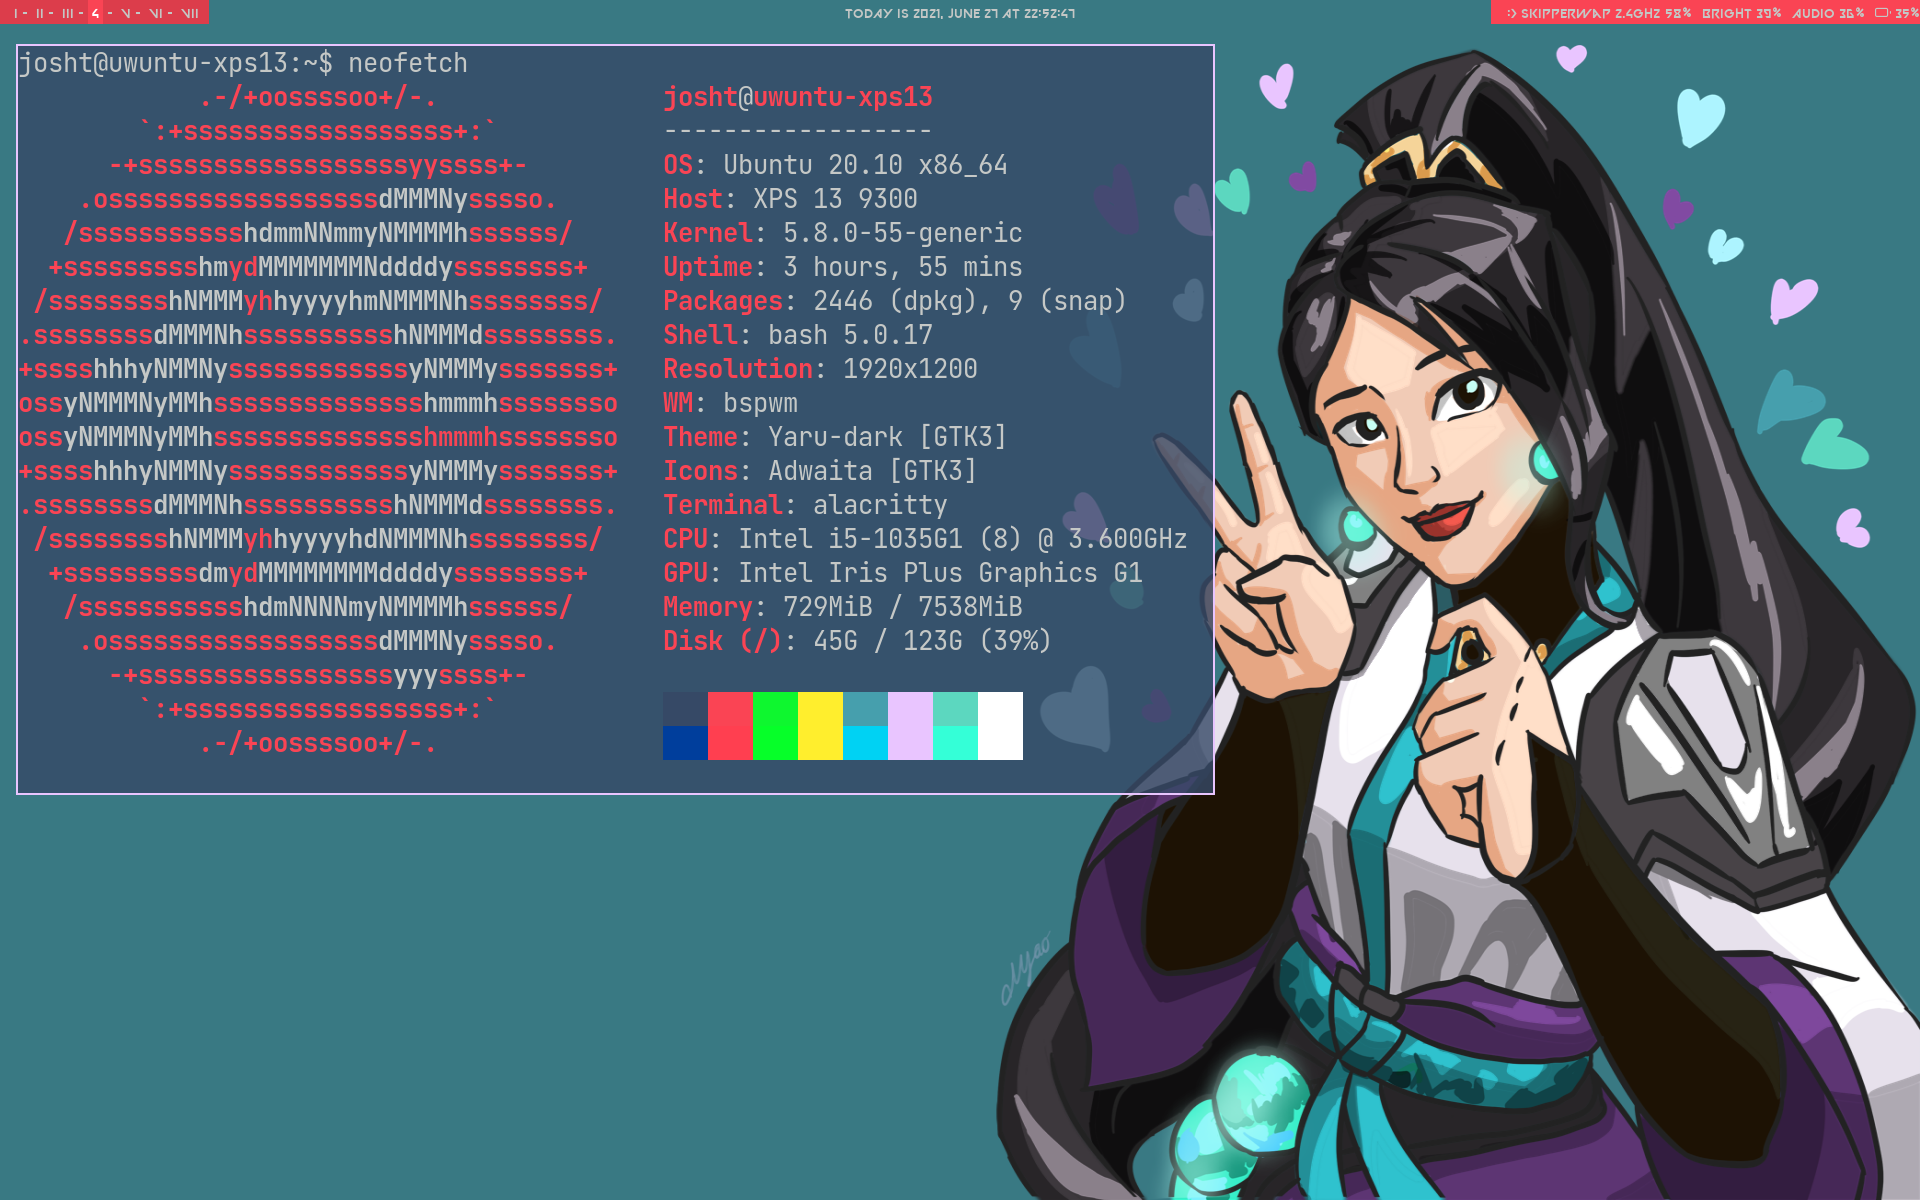 I - II - III - 4 - V - VI - VII
TODAY IS 2021, JUNE 27 AT 22:52:47
:> SKIPPERWAP 2.4GHZ 58% BRIGHT 39% AUDIO 36% 35%
josht@uwuntu-xps13:~$ neofetch
.-/+oossssoo+/-.
`:+ssssssssssssssssss+:`
-+ssssssssssssssssssyyssss+-
.ossssssssssssssssssdMMMNysssso.
/ssssssssssshdmmNNmmyNMMMMhssssss/
+ssssssssshmydMMMMMMMNddddyssssssss+
/sssssssshNMMMyhhyyyyhmNMMMNhssssssss/
.ssssssssdMMMNhsssssssssshNMMMdssssssss.
+sssshhhyNMMNyssssssssssssyNMMMysssssss+
ossyNMMMNyMMhsssssssssssssshmmmhssssssso
ossyNMMMNyMMhsssssssssssssshmmmhssssssso
+sssshhhyNMMNyssssssssssssyNMMMysssssss+
.ssssssssdMMMNhsssssssssshNMMMdssssssss.
/sssssssshNMMMyhhyyyyhdNMMMNhssssssss/
+sssssssssdmydMMMMMMMMddddyssssssss+
/ssssssssssshdmNNNNmyNMMMMhssssss/
.ossssssssssssssssssdMMMNysssso.
-+sssssssssssssssssyyyssss+-
`:+ssssssssssssssssss+:`
.-/+oossssoo+/-.
josht@uwuntu-xps13
------------------
OS: Ubuntu 20.10 x86_64
Host: XPS 13 9300
Kernel: 5.8.0-55-generic
Uptime: 3 hours, 55 mins
Packages: 2446 (dpkg), 9 (snap)
Shell: bash 5.0.17
Resolution: 1920x1200
WM: bspwm
Theme: Yaru-dark [GTK3]
Icons: Adwaita [GTK3]
Terminal: alacritty
CPU: Intel i5-1035G1 (8) @ 3.600GHz
GPU: Intel Iris Plus Graphics G1
Memory: 729MiB / 7538MiB
Disk (/): 45G / 123G (39%)